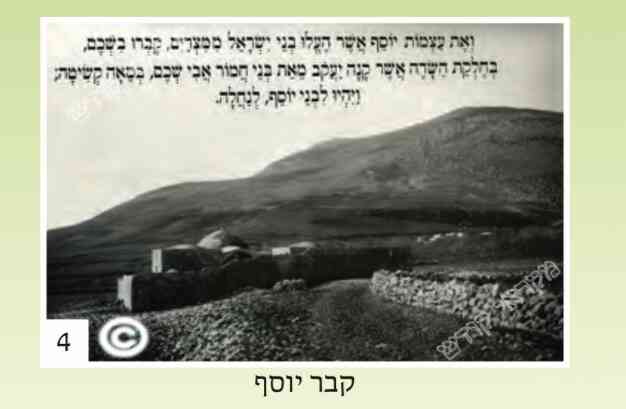 וְאֶת עַצְמוֹת יוֹסֵף אֲשֶׁר הֶעֱלוּ בְנֵי יִשְׂרָאֵל מִמִּצְרַיִם, קָבְרוּ בִשְׁכֶם,
בְּחֶלְקַת הַשָּׂדֶה אֲשֶׁר קָנָה יַעֲקֹב מֵאֵת בְּנֵי חֲמוֹר אֲבִי שְׁכֶם, בְּמֵאָה קְשִׂיטָה;
וַיִּהְיוּ לִבְנֵי יוֹסֵף, לְנַחֲלָה.
4 ©
קבר יוסף